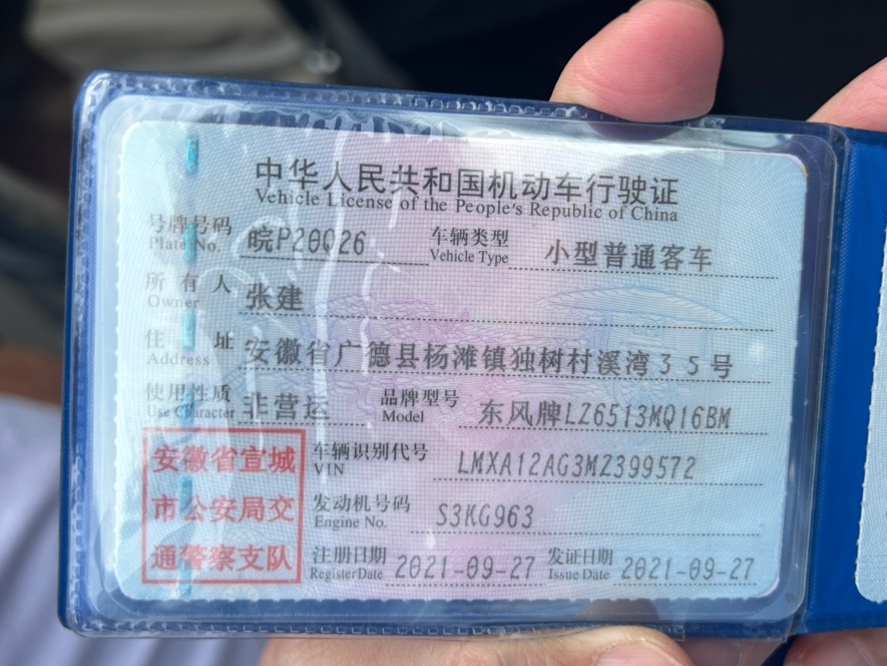 中华人民共和国机动车行驶证
Vehicle License of the People's Republic of China
号牌号码 皖P20Q26 车辆类型 小型普通客车
Plate No. Vehicle Type
所有人 张建
Owner
住址 安徽省广德县杨滩镇独树村溪湾35号
Address
使用性质 非营运 品牌型号 东风牌LZ6513MQ16BM
Use Character Model
安徽省宣城 车辆识别代号 LMXA12AG3MZ399572
VIN
市公安局交 发动机号码 S3KG963
Engine No.
通警察支队 注册日期 2021-09-27 发证日期 2021-09-27
Register Date Issue Date